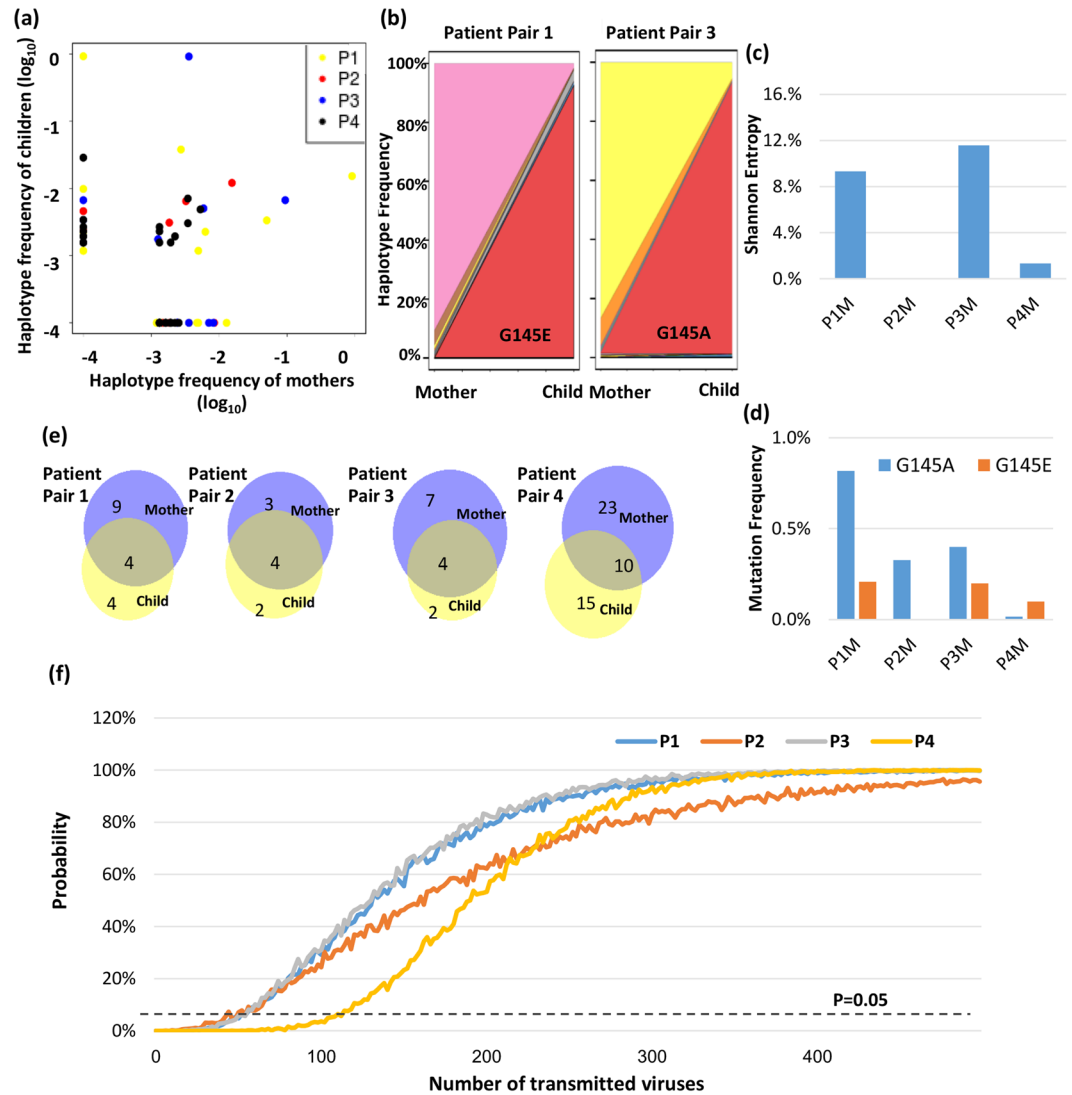 (a)
Haplotype frequency of children (log10)
0
-1
-2
-3
-4
P1
P2
P3
P4
-4
-3
-2
-1
0
Haplotype frequency of mothers
(log10)
(b)
Patient Pair 1
Patient Pair 3
Haplotype Frequency
100%
80%
60%
40%
20%
0%
G145E
G145A
Mother
Child
Mother
Child
(c)
Shannon Entropy
16.%
12.%
8.%
4.%
0.%
P1M
P2M
P3M
P4M
(d)
Mutation Frequency
1.0%
0.5%
0.0%
G145A
G145E
P1M
P2M
P3M
P4M
(e)
Patient
Pair 1
9
Mother
4
4
Child
Patient
Pair 2
3
Mother
4
2
Child
Patient
Pair 3
7
Mother
4
2
Child
Patient
Pair 4
23
Mother
10
15
Child
(f)
Probability
120%
100%
80%
60%
40%
20%
0%
P1
P2
P3
P4
P=0.05
0
100
200
300
400
Number of transmitted viruses